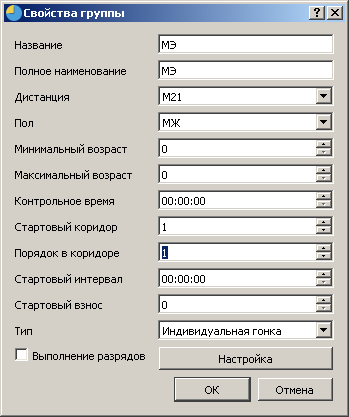 Свойства группы
Название МЭ
Полное наименование МЭ
Дистанция М21
Пол МЖ
Минимальный возраст 0
Максимальный возраст 0
Контрольное время 00:00:00
Стартовый коридор 1
Порядок в коридоре 1
Стартовый интервал 00:00:00
Стартовый взнос 0
Тип Индивидуальная гонка
Выполнение разрядов Настройка
OK Отмена